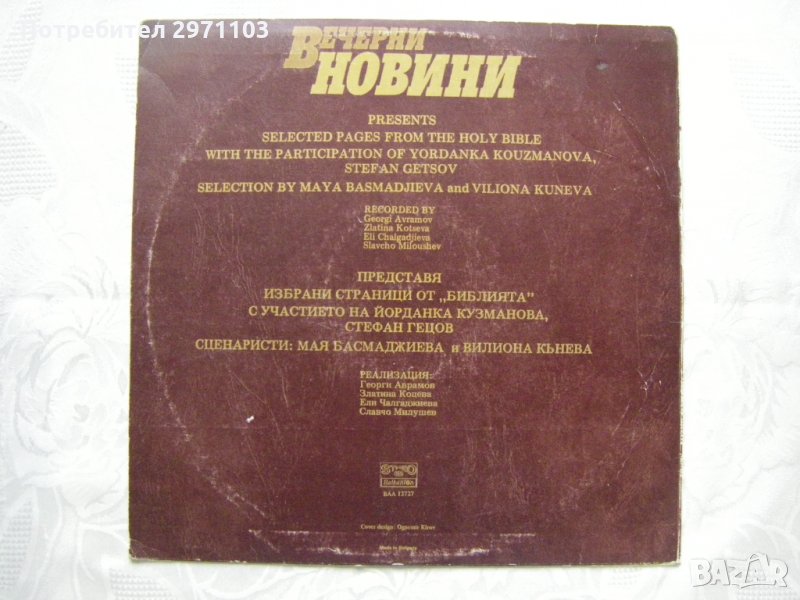 Потребител 2971103
ВЕЧЕРНИ
НОВИНИ
PRESENTS
SELECTED PAGES FROM THE HOLY BIBLE
WITH THE PARTICIPATION OF YORDANKA KOUZMANOVA,
STEFAN GETSOV
SELECTION BY MAYA BASMADJIEVA and VILIONA KUNEVA
RECORDED BY
Georgi Avramov
Zlatina Kotseva
Eli Chalgadjieva
Slavcho Miloushev
ПРЕДСТАВЯ
ИЗБРАНИ СТРАНИЦИ ОТ „БИБЛИЯТА"
С УЧАСТИЕТО НА ЙОРДАНКА КУЗМАНОВА,
СТЕФАН ГЕЦОВ
СЦЕНАРИСТИ: МАЯ БАСМАДЖИЕВА и ВИЛИОНА КЪНЕВА
РЕАЛИЗАЦИЯ:
Георги Аврамов
Златина Коцева
Ели Чалгаджиева
Славчо Милушев
STEREO
Balkanton
BAA 12727
Cover design: Ognemir Kirov
Made in Bulgaria
BAZAR